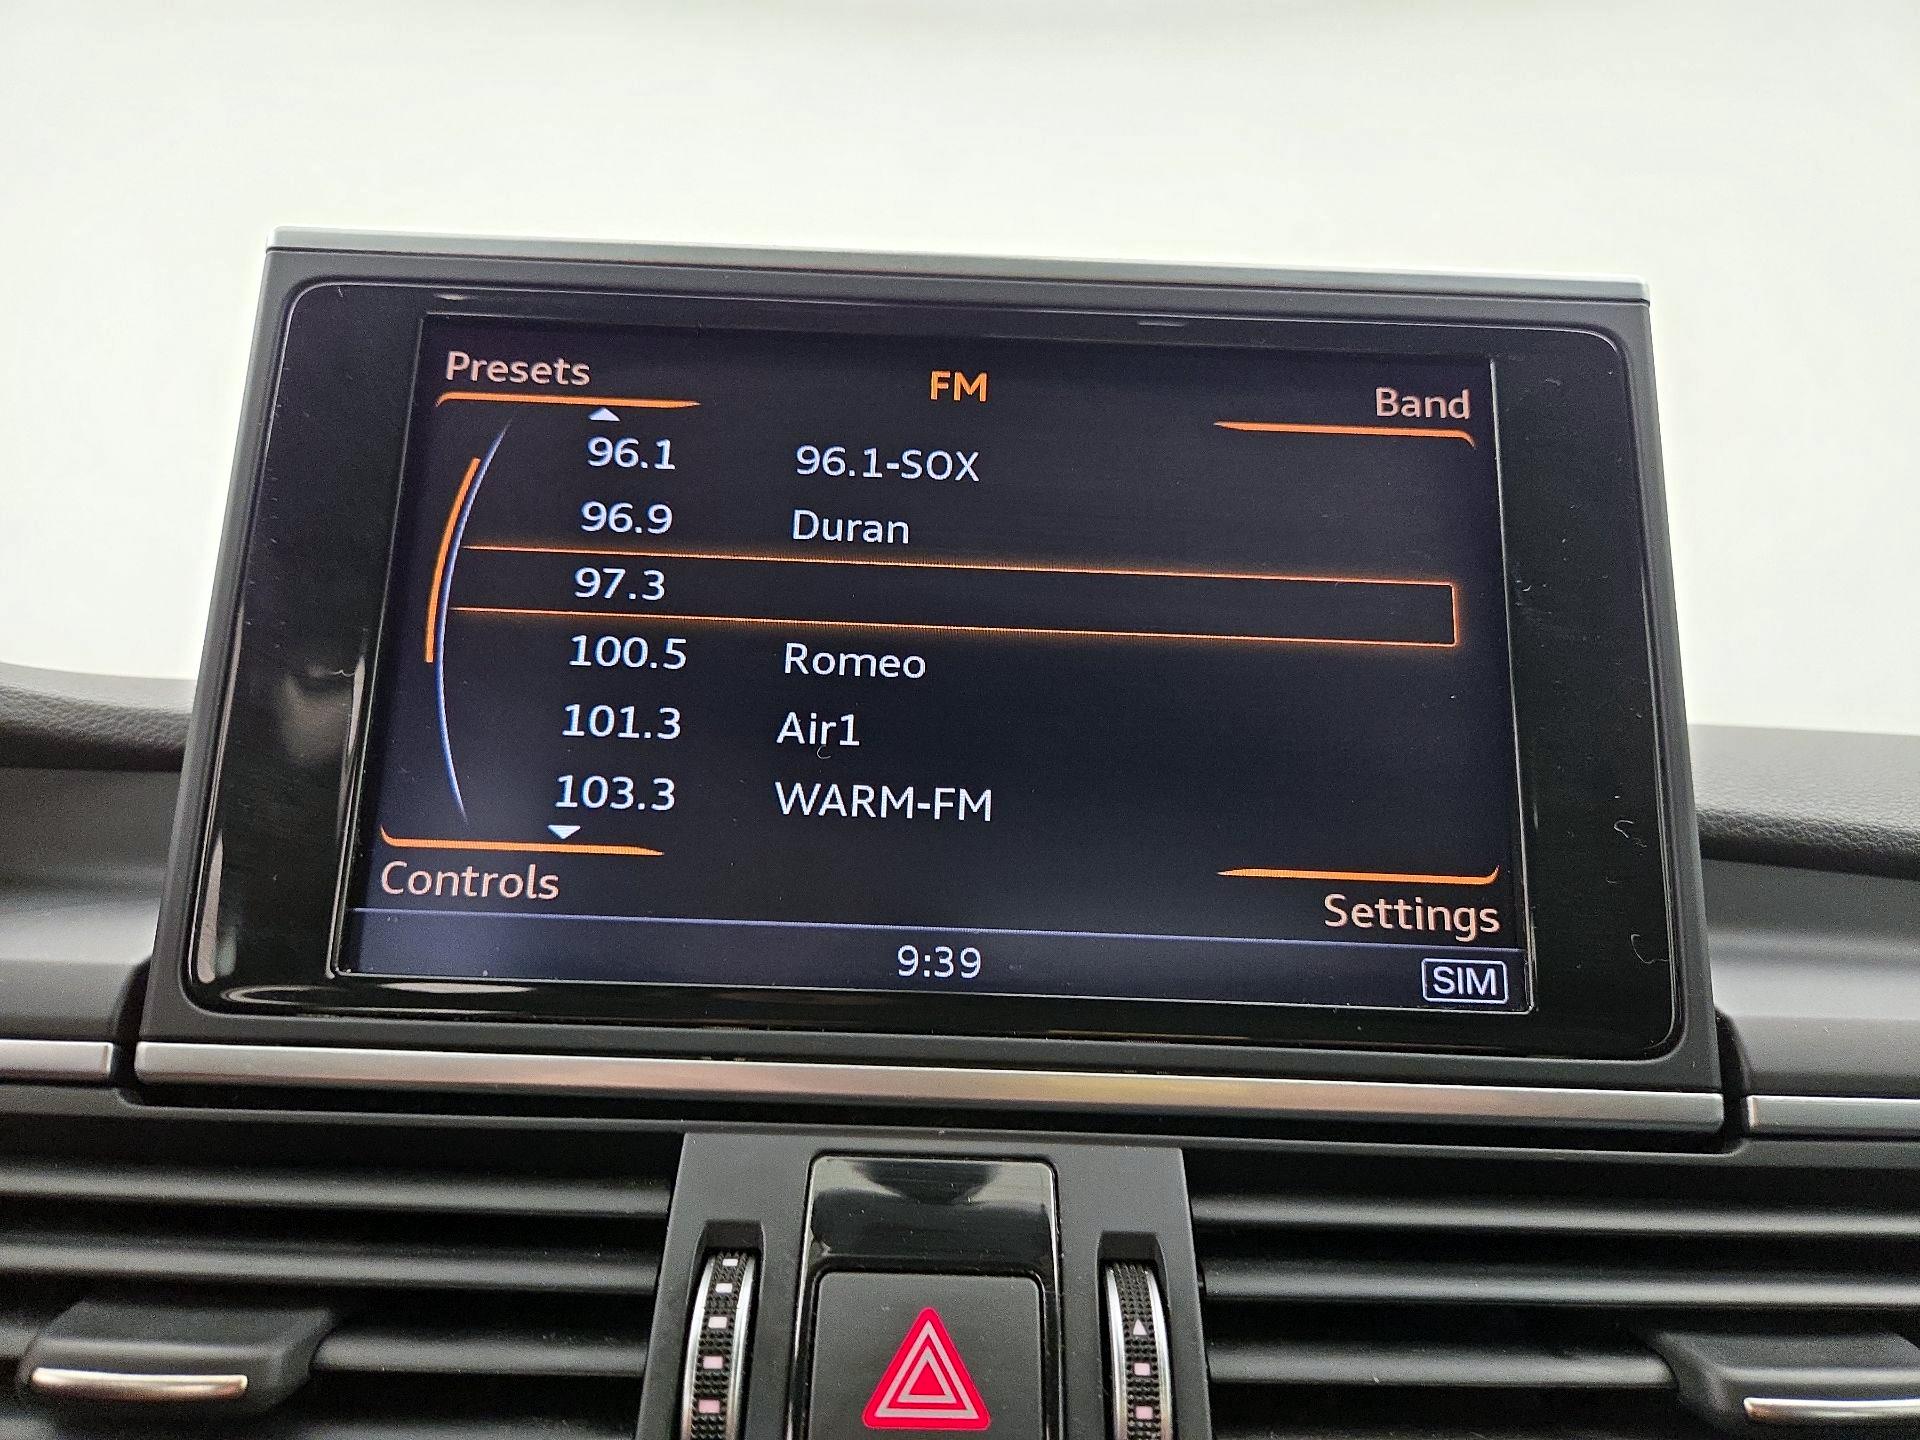 Presets
FM
Band
96.1 96.1-SOX
96.9 Duran
97.3
100.5 Romeo
101.3 Air1
103.3 WARM-FM
Controls
Settings
9:39
SIM